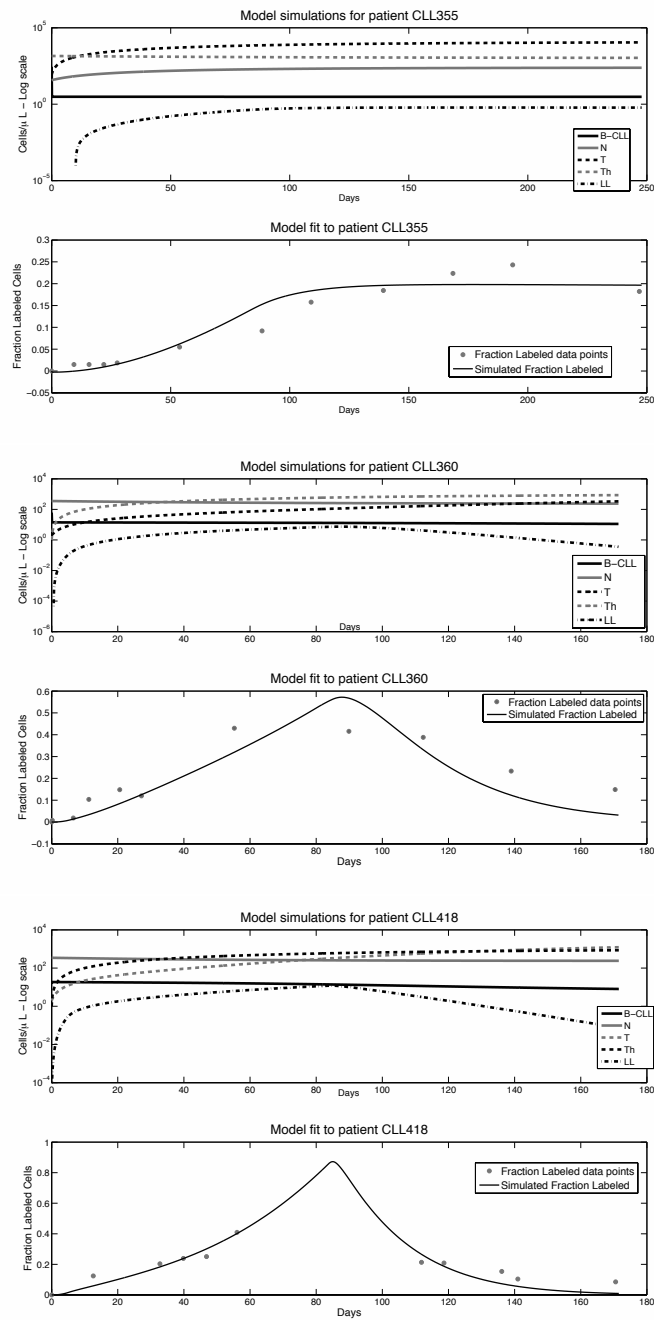 Model simulations for patient CLL355
Cells/μ L − Log scale
10^5
10^0
10^−5
0 50 100 150 200 250
Days
B−CLL
N
T
Th
LL
Model fit to patient CLL355
Fraction Labeled Cells
0.3
0.25
0.2
0.15
0.1
0.05
0
−0.05
0 50 100 150 200 250
Days
Fraction Labeled data points
Simulated Fraction Labeled
Model simulations for patient CLL360
Cells/μ L − Log scale
10^4
10^2
10^0
10^−2
10^−4
10^−6
0 20 40 60 80 100 120 140 160 180
Days
B−CLL
N
T
Th
LL
Model fit to patient CLL360
Fraction Labeled Cells
0.6
0.5
0.4
0.3
0.2
0.1
0
−0.1
0 20 40 60 80 100 120 140 160 180
Days
Fraction Labeled data points
Simulated Fraction Labeled
Model simulations for patient CLL418
Cells/μ L − Log scale
10^4
10^2
10^0
10^−2
10^−4
0 20 40 60 80 100 120 140 160 180
Days
B−CLL
N
T
Th
LL
Model fit to patient CLL418
Fraction Labeled Cells
1
0.8
0.6
0.4
0.2
0
0 20 40 60 80 100 120 140 160 180
Days
Fraction Labeled data points
Simulated Fraction Labeled